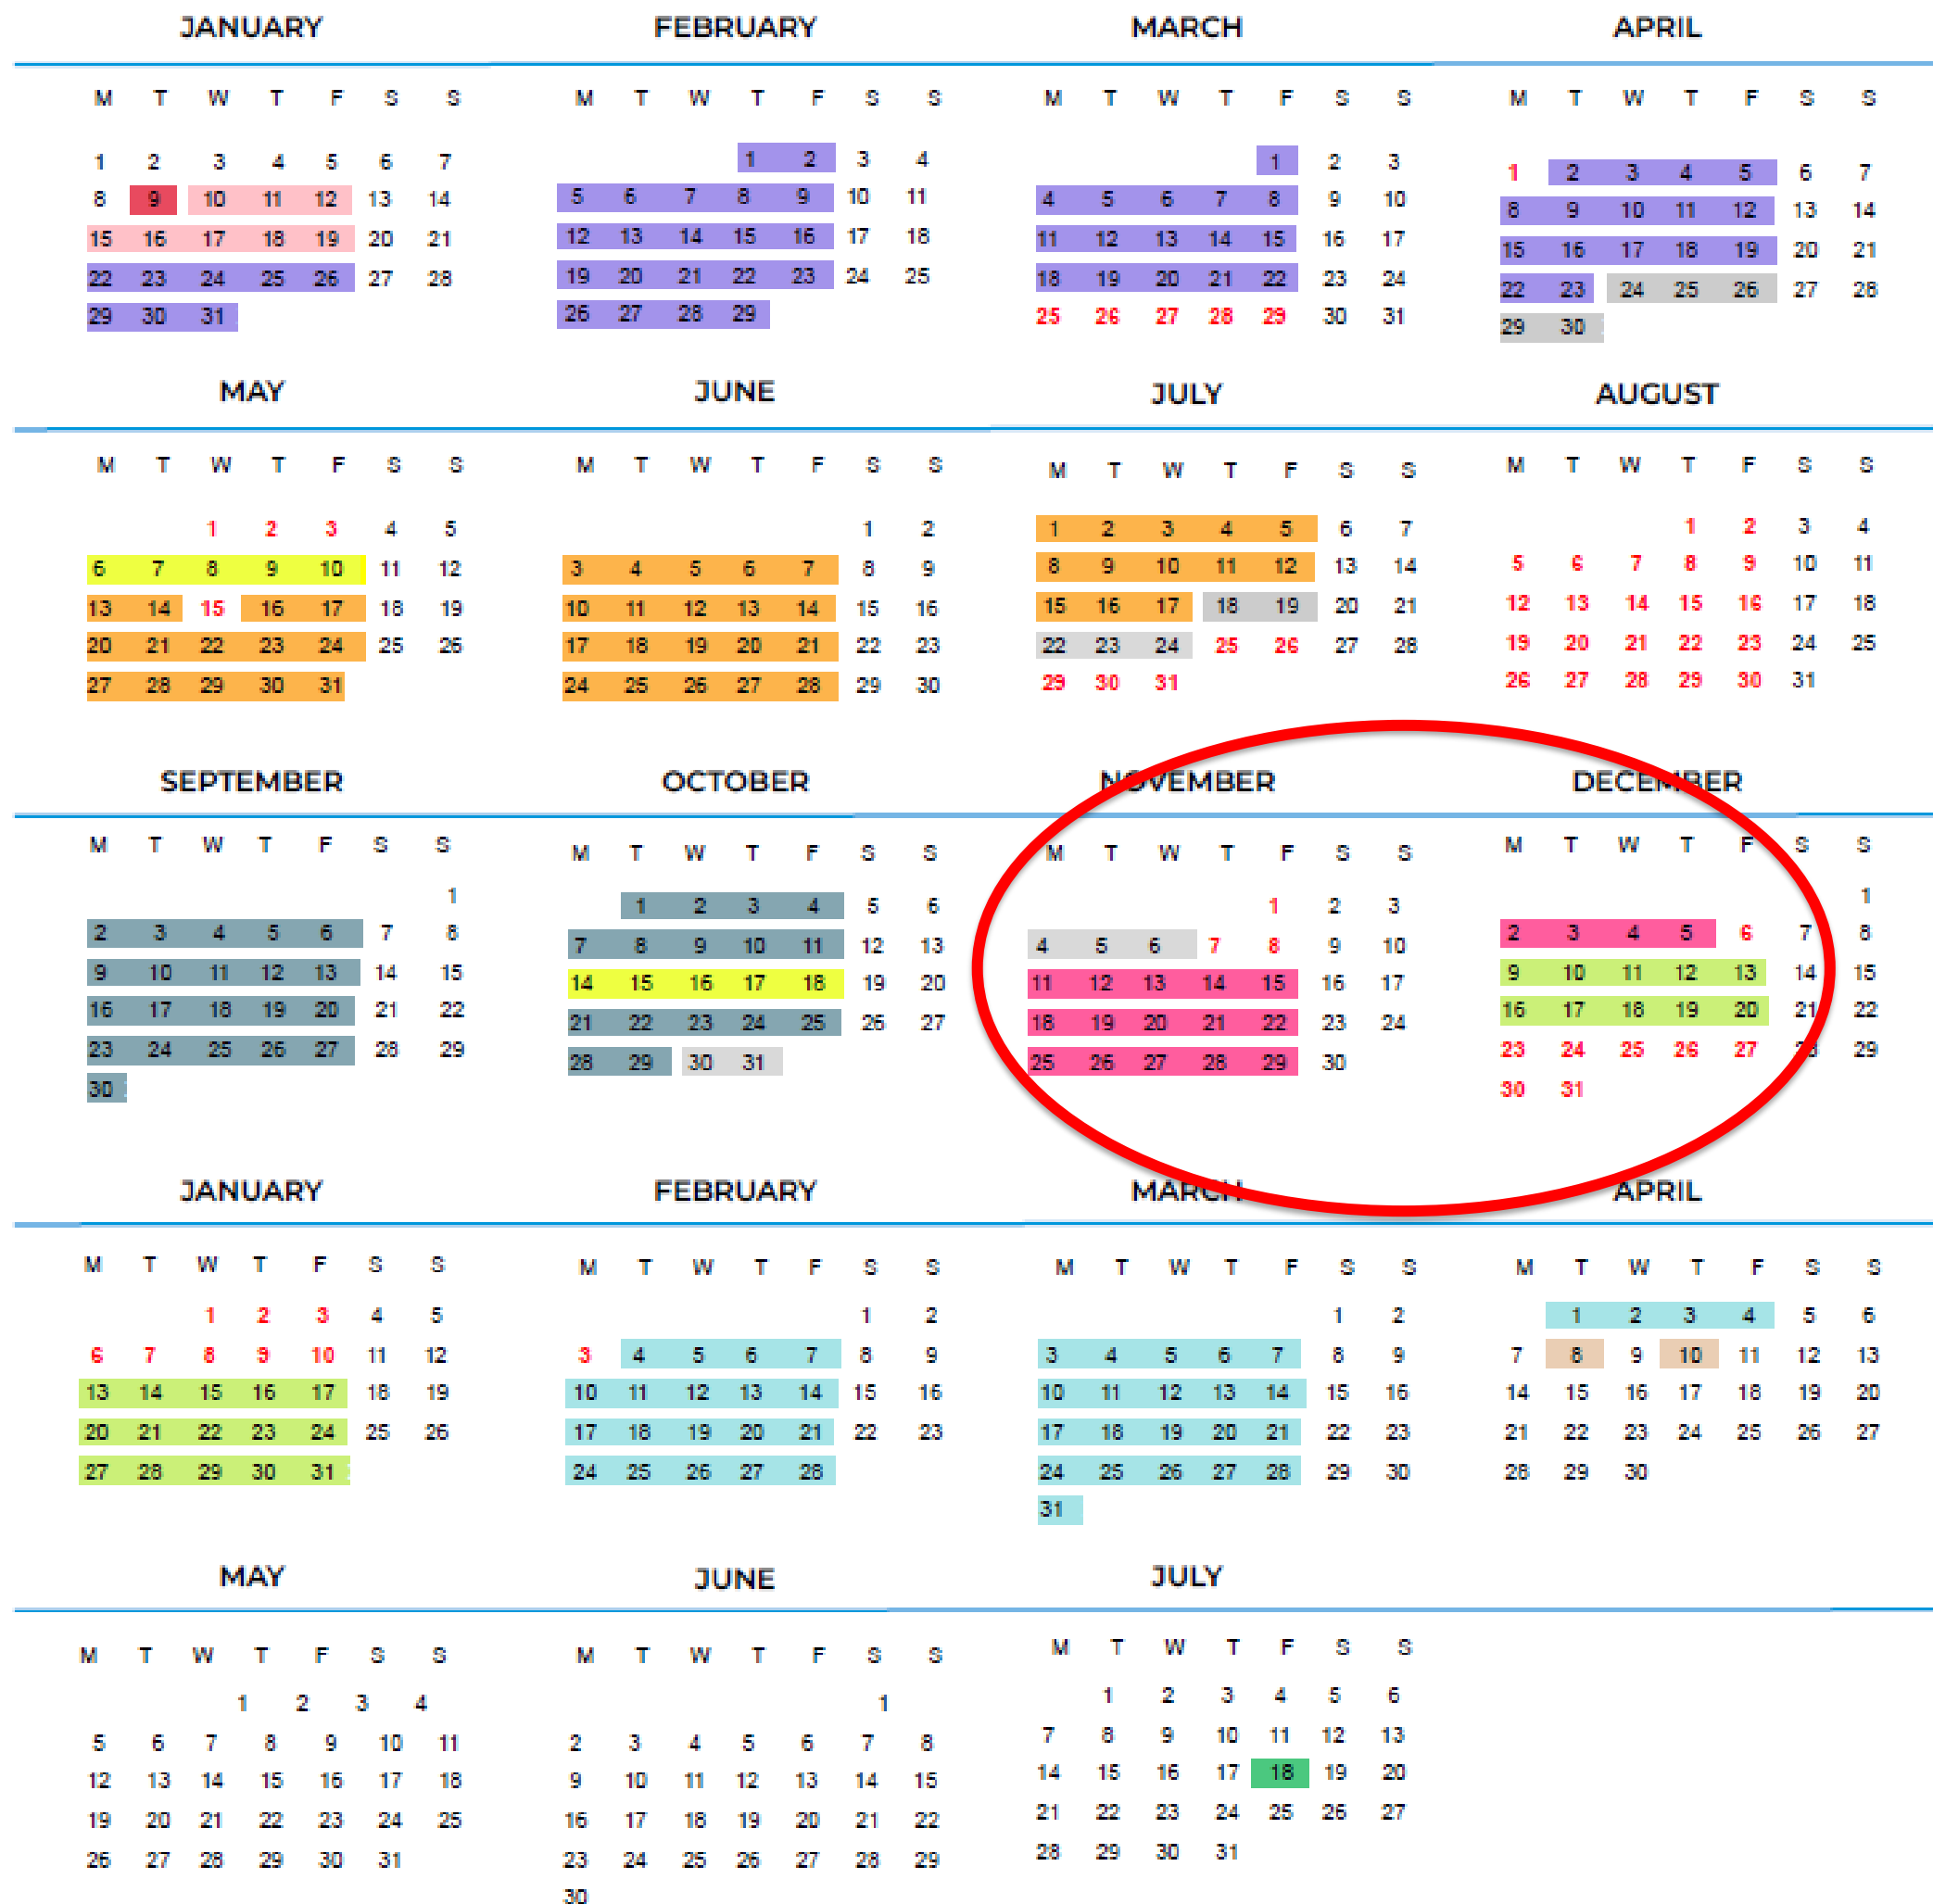 JANUARY FEBRUARY MARCH APRIL
M T W T F S S M T W T F S S M T W T F S S M T W T F S S
1 2 3 4 5 6 7 1 2 3 4 1 2 3 1 2 3 4 5 6 7
8 9 10 11 12 13 14 5 6 7 8 9 10 11 4 5 6 7 8 9 10 8 9 10 11 12 13 14
15 16 17 18 19 20 21 12 13 14 15 16 17 18 11 12 13 14 15 16 17 15 16 17 18 19 20 21
22 23 24 25 26 27 28 19 20 21 22 23 24 25 18 19 20 21 22 23 24 22 23 24 25 26 27 28
29 30 31 26 27 28 29 25 26 27 28 29 30 31 29 30
MAY JUNE JULY AUGUST
M T W T F S S M T W T F S S M T W T F S S M T W T F S S
1 2 3 4 5 1 2 1 2 3 4 5 6 7 1 2 3 4
6 7 8 9 10 11 12 3 4 5 6 7 8 9 8 9 10 11 12 13 14 5 6 7 8 9 10 11
13 14 15 16 17 18 19 10 11 12 13 14 15 16 15 16 17 18 19 20 21 12 13 14 15 16 17 18
20 21 22 23 24 25 26 17 18 19 20 21 22 23 22 23 24 25 26 27 28 19 20 21 22 23 24 25
27 28 29 30 31 24 25 26 27 28 29 30 29 30 31 26 27 28 29 30 31
SEPTEMBER OCTOBER NOVEMBER DECEMBER
M T W T F S S M T W T F S S M T W T F S S M T W T F S S
1 1 2 3 4 5 6 1 2 3 1
2 3 4 5 6 7 8 7 8 9 10 11 12 13 4 5 6 7 8 9 10 2 3 4 5 6 7 8
9 10 11 12 13 14 15 14 15 16 17 18 19 20 11 12 13 14 15 16 17 9 10 11 12 13 14 15
16 17 18 19 20 21 22 21 22 23 24 25 26 27 18 19 20 21 22 23 24 16 17 18 19 20 21 22
23 24 25 26 27 28 29 28 29 30 31 25 26 27 28 29 30 23 24 25 26 27 28 29
30 30 31
JANUARY FEBRUARY MARCH APRIL
M T W T F S S M T W T F S S M T W T F S S M T W T F S S
1 2 3 4 5 1 2 1 2 1 2 3 4 5 6
6 7 8 9 10 11 12 3 4 5 6 7 8 9 3 4 5 6 7 8 9 7 8 9 10 11 12 13
13 14 15 16 17 18 19 10 11 12 13 14 15 16 10 11 12 13 14 15 16 14 15 16 17 18 19 20
20 21 22 23 24 25 26 17 18 19 20 21 22 23 17 18 19 20 21 22 23 21 22 23 24 25 26 27
27 28 29 30 31 24 25 26 27 28 24 25 26 27 28 29 30 28 29 30
31
MAY JUNE JULY
M T W T F S S M T W T F S S M T W T F S S
1 2 3 4 1 1 2 3 4 5 6
5 6 7 8 9 10 11 2 3 4 5 6 7 8 7 8 9 10 11 12 13
12 13 14 15 16 17 18 9 10 11 12 13 14 15 14 15 16 17 18 19 20
19 20 21 22 23 24 25 16 17 18 19 20 21 22 21 22 23 24 25 26 27
26 27 28 29 30 31 23 24 25 26 27 28 29 28 29 30 31
30